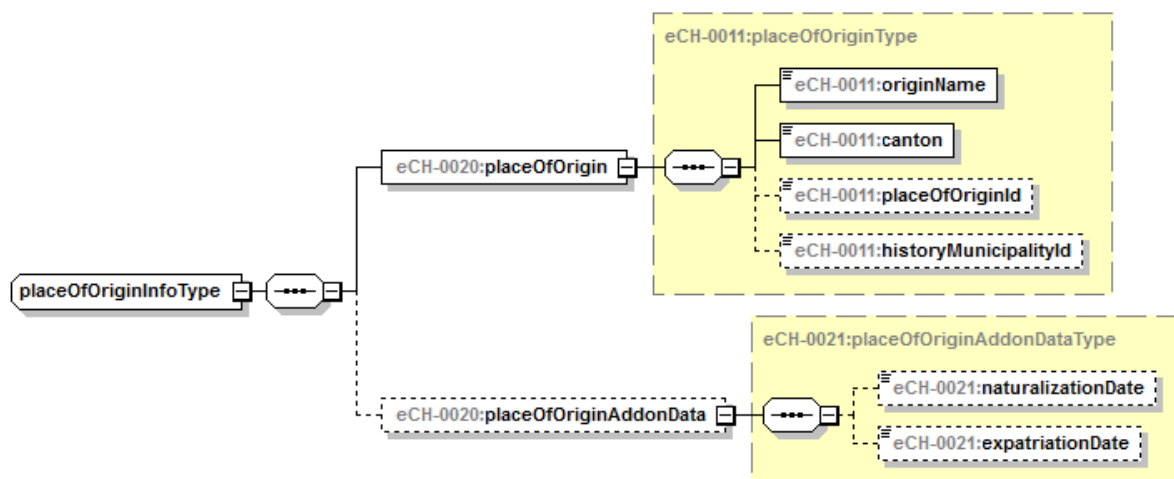 eCH-0011:placeOfOriginType
eCH-0011:originName
eCH-0011:canton
eCH-0020:placeOfOrigin
eCH-0011:placeOfOriginId
eCH-0011:historyMunicipalityId
placeOfOriginInfoType
eCH-0021:placeOfOriginAddonDataType
eCH-0021:naturalizationDate
eCH-0020:placeOfOriginAddonData
eCH-0021:expatriationDate